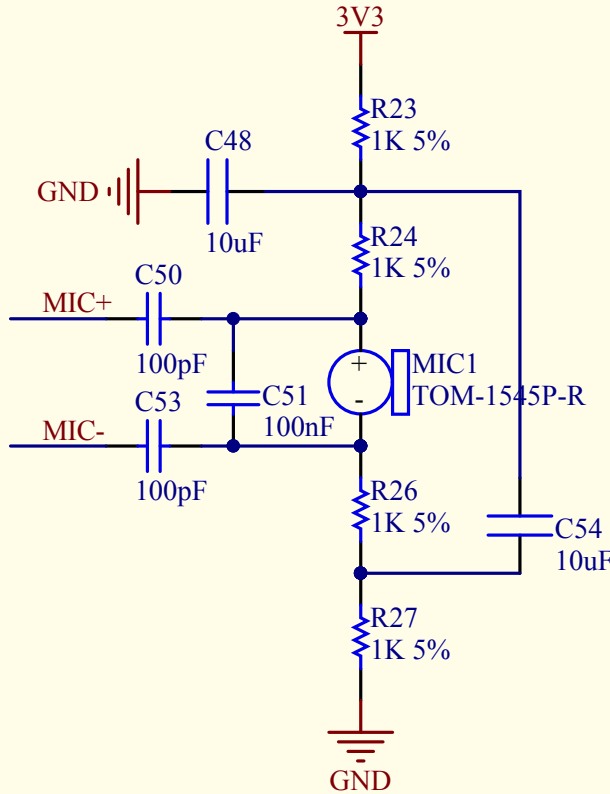 3V3
R23
1K 5%
C48
GND
10uF
R24
1K 5%
C50
MIC+
100pF
+
MIC1
TOM-1545P-R
-
C51
100nF
C53
MIC-
100pF
R26
1K 5%
C54
10uF
R27
1K 5%
GND